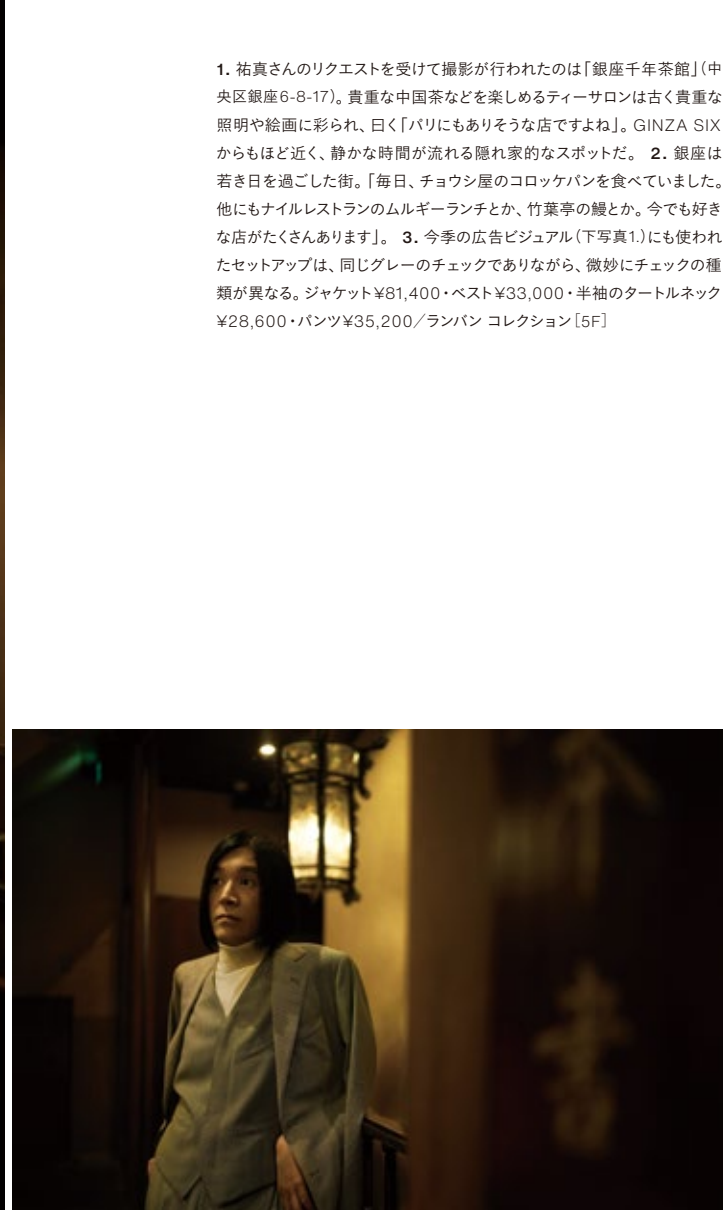 1. 祐真さんのリクエストを受けて撮影が行われたのは「銀座千年茶館」（中
央区銀座6-8-17）。貴重な中国茶などを楽しめるティーサロンは古く貴重な
照明や絵画に彩られ、曰く「パリにもありそうな店ですよね」。GINZA SIX
からもほど近く、静かな時間が流れる隠れ家的なスポットだ。 2. 銀座は
若き日を過ごした街。「毎日、チョウシ屋のコロッケパンを食べていました。
他にもナイルレストランのムルギーランチとか、竹葉亭の鰻とか。今でも好き
な店がたくさんあります」。 3. 今季の広告ビジュアル（下写真1.）にも使われ
たセットアップは、同じグレーのチェックでありながら、微妙にチェックの種
類が異なる。ジャケット¥81,400・ベスト¥33,000・半袖のタートルネック
¥28,600・パンツ¥35,200／ランバン コレクション［5F］
書